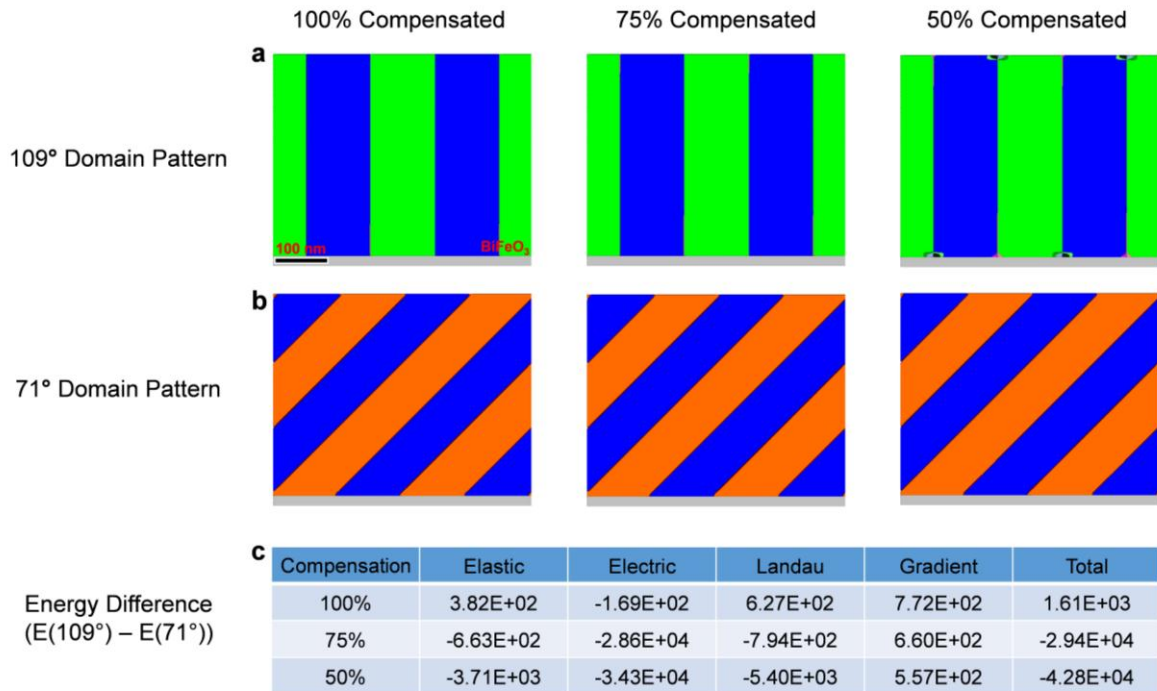 100% Compensated 75% Compensated 50% Compensated
a
109° Domain Pattern
100 nm BiFeO₃
b
71° Domain Pattern
c
Compensation Elastic Electric Landau Gradient Total
Energy Difference
(E(109°) – E(71°))
100% 3.82E+02 -1.69E+02 6.27E+02 7.72E+02 1.61E+03
75% -6.63E+02 -2.86E+04 -7.94E+02 6.60E+02 -2.94E+04
50% -3.71E+03 -3.43E+04 -5.40E+03 5.57E+02 -4.28E+04